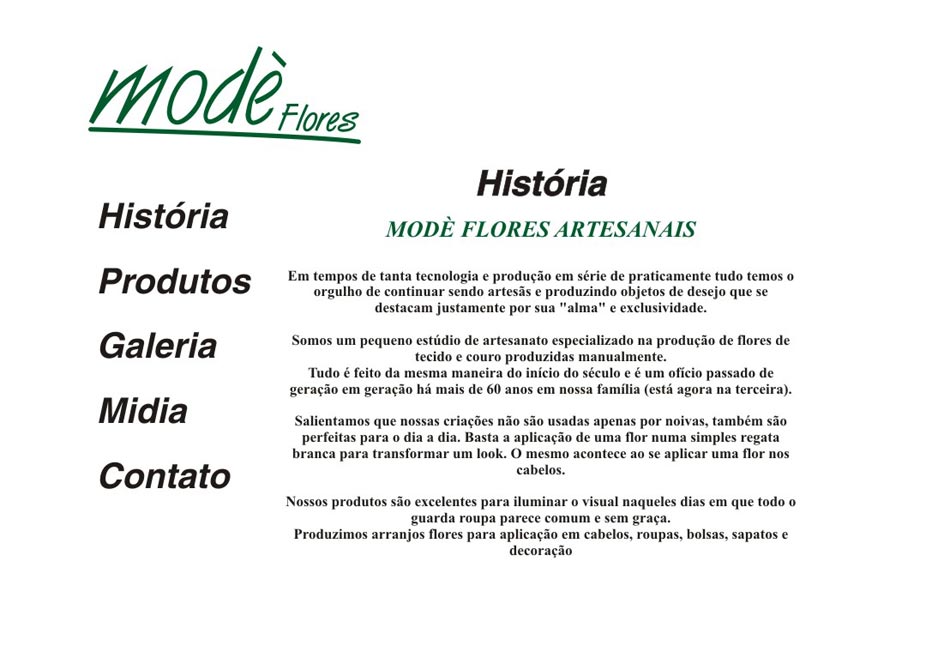 modè Flores
História
Produtos
Galeria
Midia
Contato
História
MODÈ FLORES ARTESANAIS
Em tempos de tanta tecnologia e produção em série de praticamente tudo temos o
orgulho de continuar sendo artesãs e produzindo objetos de desejo que se
destacam justamente por sua "alma" e exclusividade.
Somos um pequeno estúdio de artesanato especializado na produção de flores de
tecido e couro produzidas manualmente.
Tudo é feito da mesma maneira do início do século e é um ofício passado de
geração em geração há mais de 60 anos em nossa família (está agora na terceira).
Salientamos que nossas criações não são usadas apenas por noivas, também são
perfeitas para o dia a dia. Basta a aplicação de uma flor numa simples regata
branca para transformar um look. O mesmo acontece ao se aplicar uma flor nos
cabelos.
Nossos produtos são excelentes para iluminar o visual naqueles dias em que todo o
guarda roupa parece comum e sem graça.
Produzimos arranjos flores para aplicação em cabelos, roupas, bolsas, sapatos e
decoração